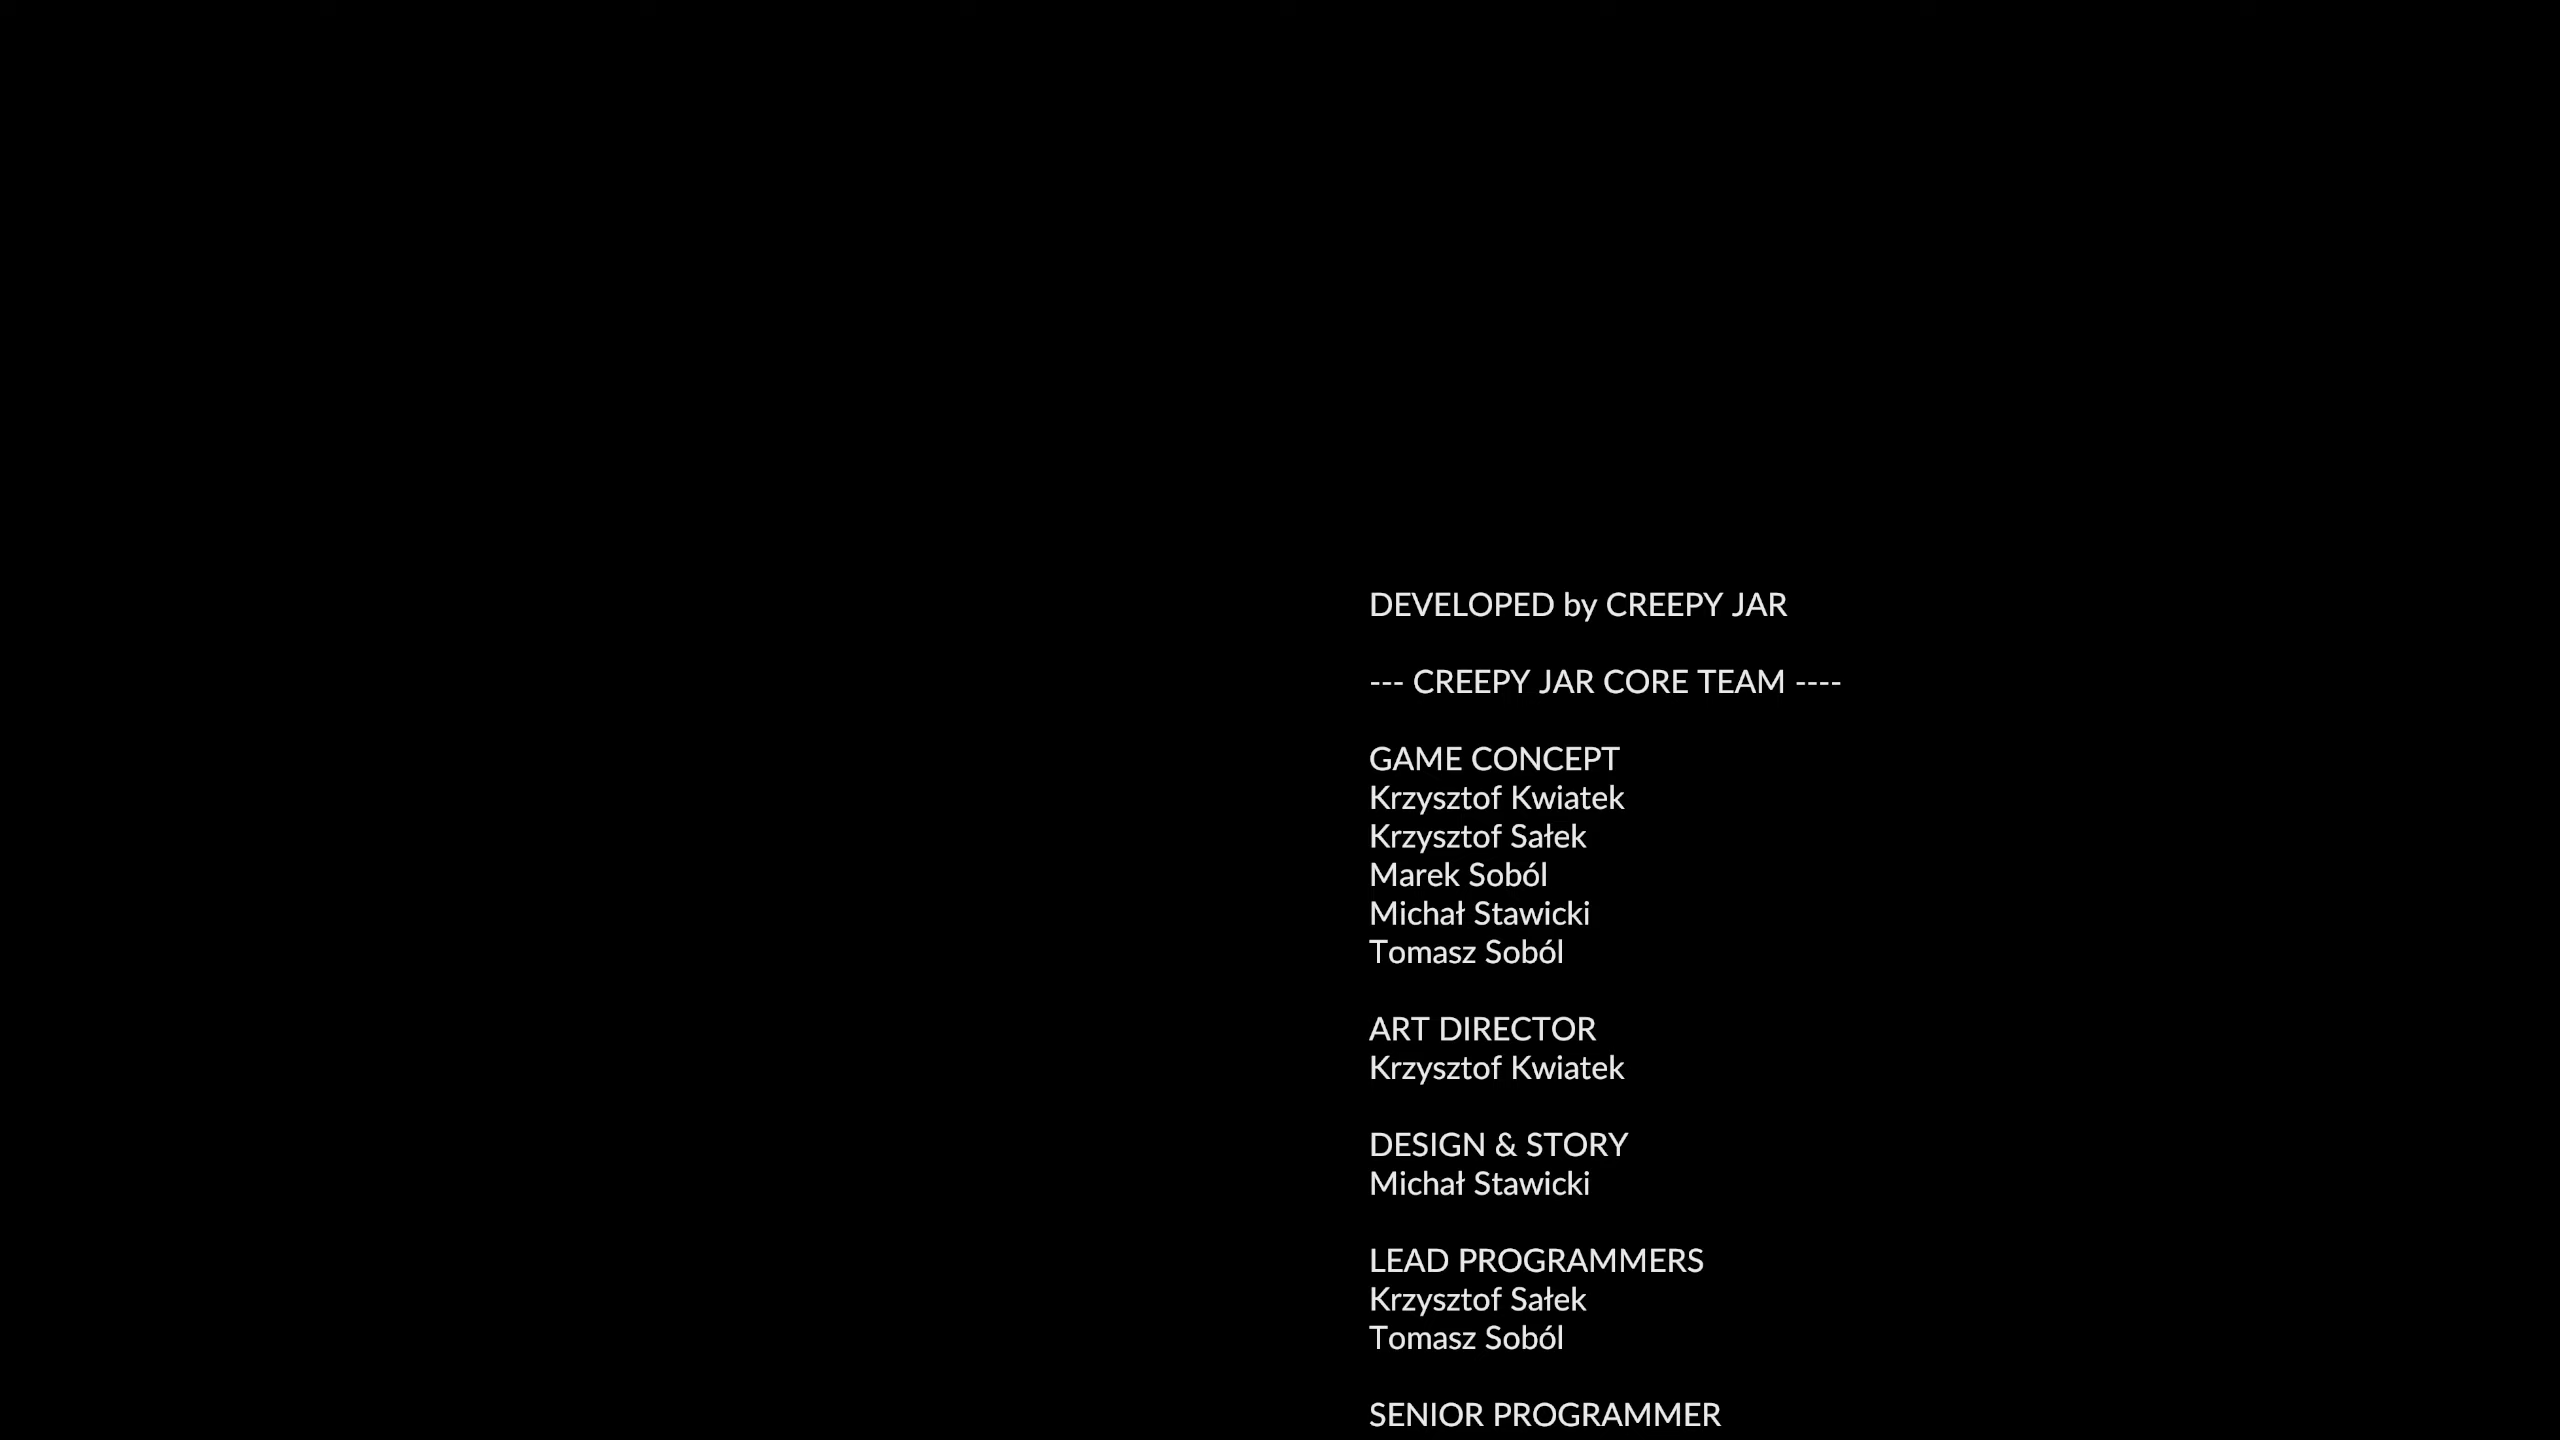 DEVELOPED by CREEPY JAR
--- CREEPY JAR CORE TEAM ----
GAME CONCEPT
Krzysztof Kwiatek
Krzysztof Sałek
Marek Soból
Michał Stawicki
Tomasz Soból
ART DIRECTOR
Krzysztof Kwiatek
DESIGN & STORY
Michał Stawicki
LEAD PROGRAMMERS
Krzysztof Sałek
Tomasz Soból
SENIOR PROGRAMMER